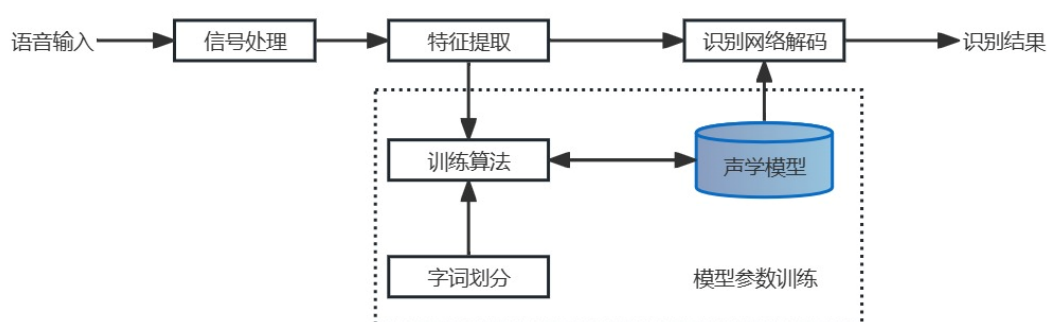 语音输入
信号处理
特征提取
识别网络解码
识别结果
训练算法
声学模型
字词划分
模型参数训练